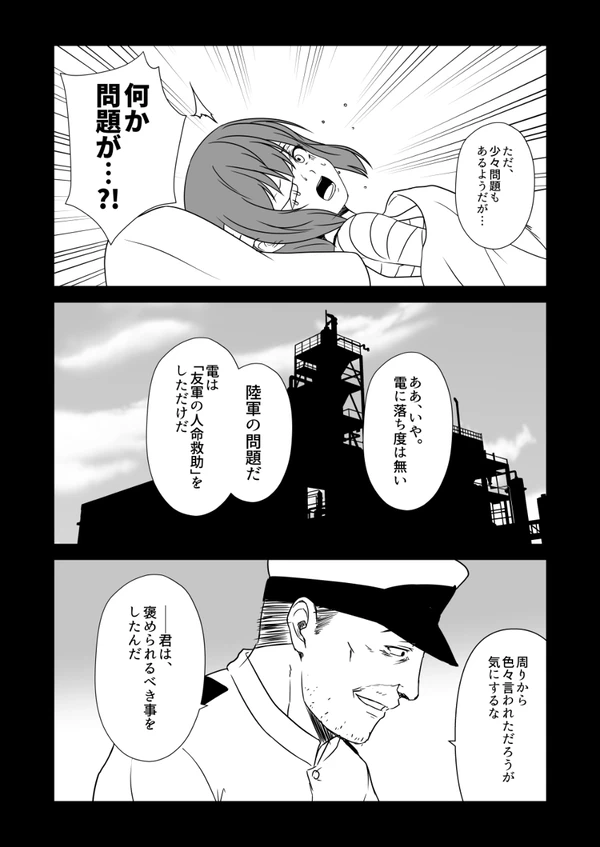 ただ、
少々問題も
あるようだが…
何か
問題が…?!
ああ、いや。
電に落ち度は無い
陸軍の問題だ
電は
「友軍の人命救助」を
しただけだ
周りから
色々言われただろうが
気にするな
――君は、
褒められるべき事を
したんだ